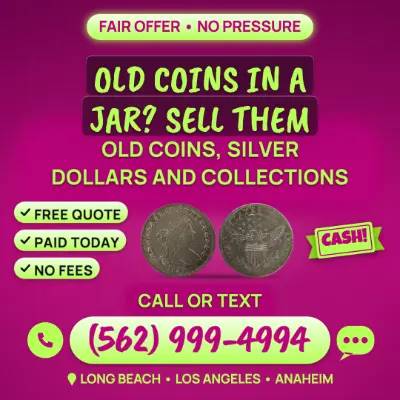 FAIR OFFER • NO PRESSURE
OLD COINS IN A
JAR? SELL THEM
OLD COINS, SILVER
DOLLARS AND COLLECTIONS
FREE QUOTE
PAID TODAY
NO FEES
CASH!
CALL OR TEXT
(562) 999-4994
LONG BEACH • LOS ANGELES • ANAHEIM